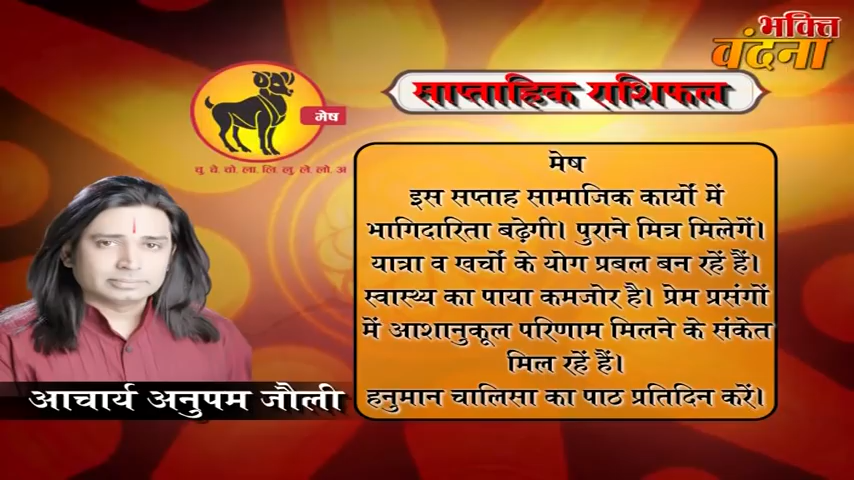 भक्ति
वंदना
साप्ताहिक राशिफल
मेष
चू. चे. चो. ला. लि. लु. ले. लो. अ
मेष
इस सप्ताह सामाजिक कार्यो में
भागिदारिता बढ़ेगी। पुराने मित्र मिलेगें।
यात्रा व खर्चो के योग प्रबल बन रहें हैं।
स्वास्थ्य का पाया कमजोर है। प्रेम प्रसंगों
में आशानुकूल परिणाम मिलने के संकेत
मिल रहें हैं।
हनुमान चालिसा का पाठ प्रतिदिन करें।
आचार्य अनुपम जौली